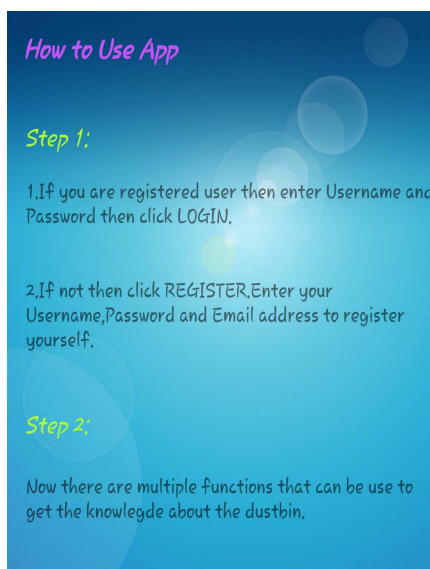 How to Use App
Step 1:
1.If you are registered user then enter Username and
Password then click LOGIN.
2.If not then click REGISTER.Enter your
Username,Password and Email address to register
yourself.
Step 2:
Now there are multiple functions that can be use to
get the knowlegde about the dustbin.